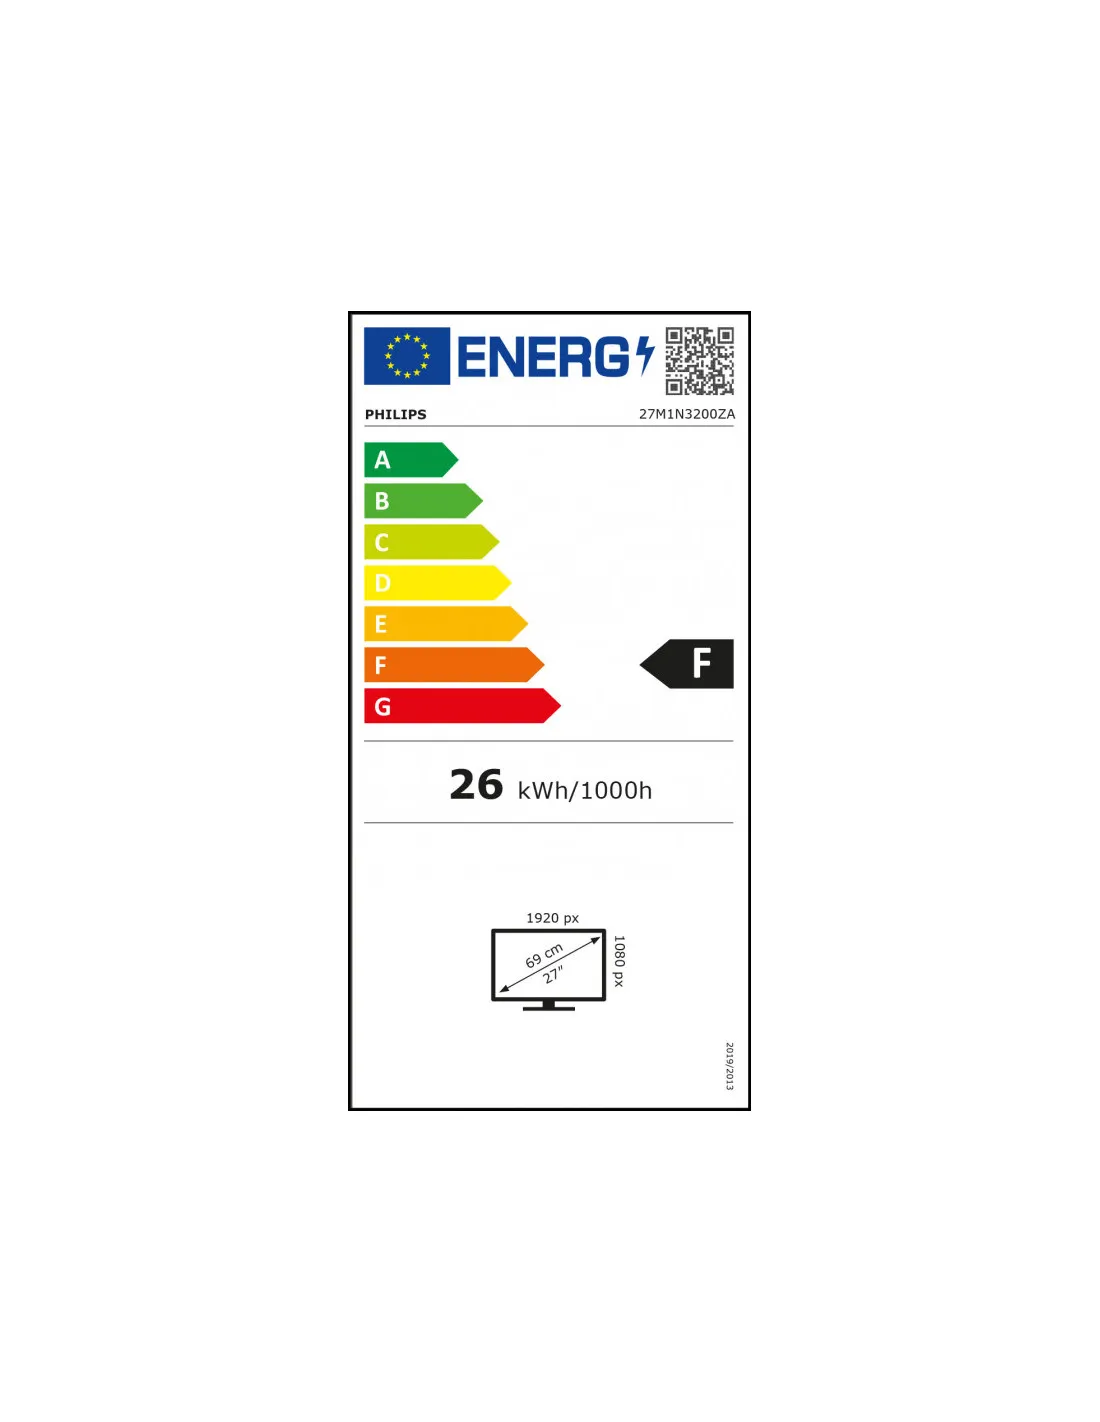 ENERG
PHILIPS 27M1N3200ZA
A
B
C
D
E
F F
G
26 kWh/1000h
1920 px
1080 px
69 cm
27"
2019/2013